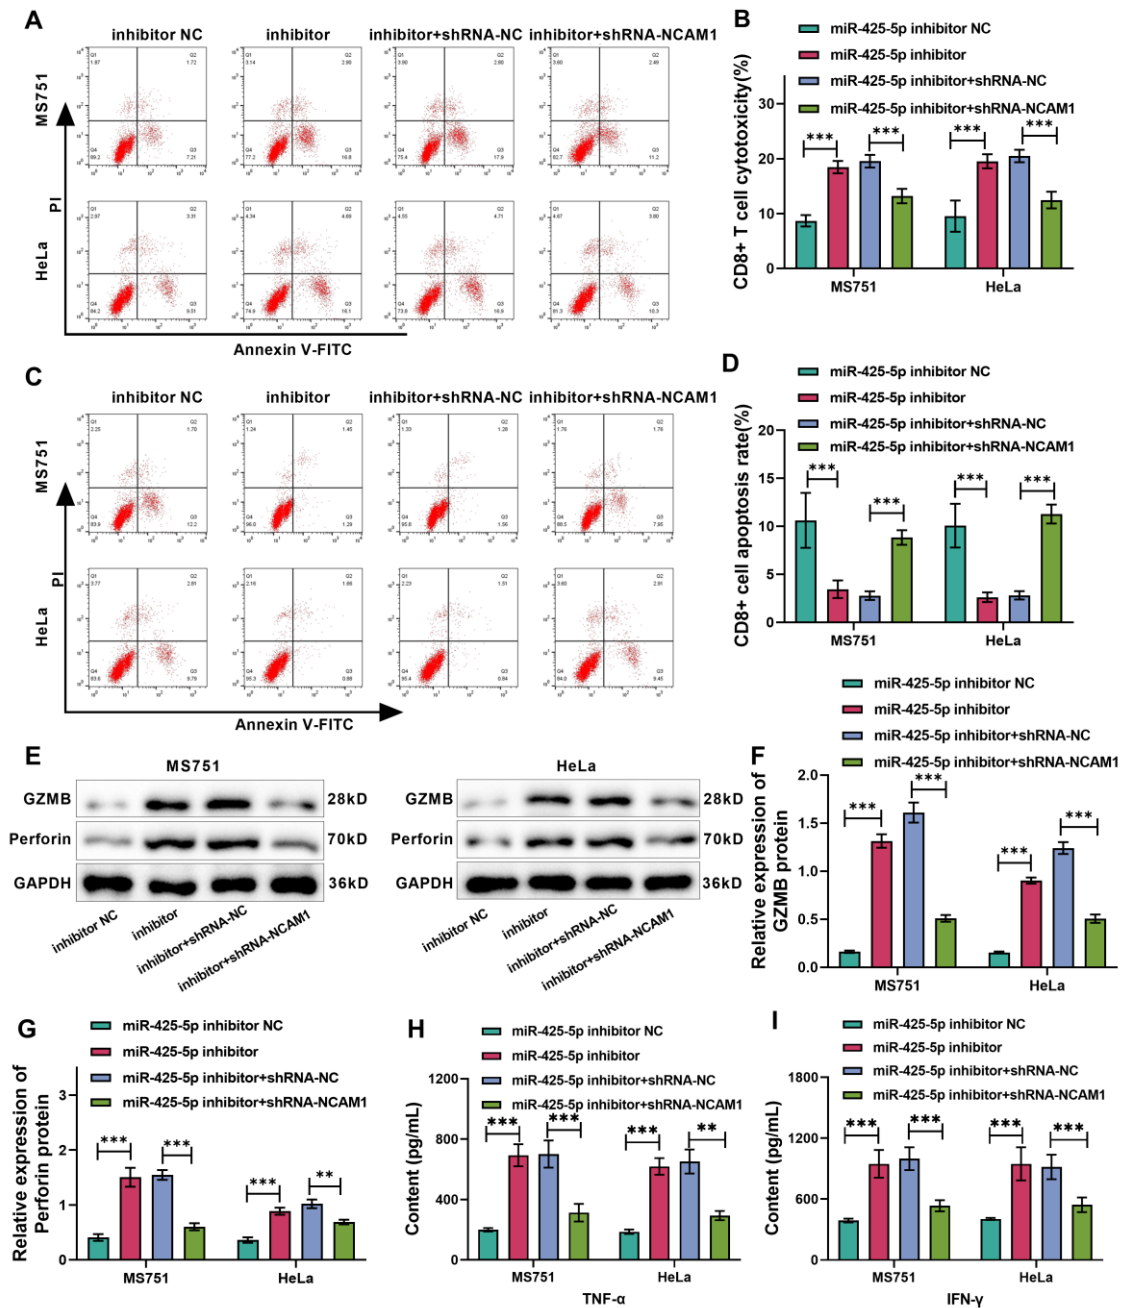 A
inhibitor NC
inhibitor
inhibitor+shRNA-NC
inhibitor+shRNA-NCAM1
MS751
HeLa
PI
Annexin V-FITC
B
miR-425-5p inhibitor NC
miR-425-5p inhibitor
miR-425-5p inhibitor+shRNA-NC
miR-425-5p inhibitor+shRNA-NCAM1
CD8+ T cell cytotoxicity(%)
30
20
10
0
*** *** *** ***
MS751 HeLa
C
inhibitor NC
inhibitor
inhibitor+shRNA-NC
inhibitor+shRNA-NCAM1
MS751
HeLa
PI
Annexin V-FITC
D
miR-425-5p inhibitor NC
miR-425-5p inhibitor
miR-425-5p inhibitor+shRNA-NC
miR-425-5p inhibitor+shRNA-NCAM1
CD8+ cell apoptosis rate(%)
20
15
10
5
0
*** *** *** ***
MS751 HeLa
E
MS751
GZMB 28kD
Perforin 70kD
GAPDH 36kD
inhibitor NC
inhibitor
inhibitor+shRNA-NC
inhibitor+shRNA-NCAM1
HeLa
GZMB 28kD
Perforin 70kD
GAPDH 36kD
inhibitor NC
inhibitor
inhibitor+shRNA-NC
inhibitor+shRNA-NCAM1
F
miR-425-5p inhibitor NC
miR-425-5p inhibitor
miR-425-5p inhibitor+shRNA-NC
miR-425-5p inhibitor+shRNA-NCAM1
Relative expression of
GZMB protein
2.0
1.5
1.0
0.5
0.0
*** *** *** ***
MS751 HeLa
G
miR-425-5p inhibitor NC
miR-425-5p inhibitor
miR-425-5p inhibitor+shRNA-NC
miR-425-5p inhibitor+shRNA-NCAM1
Relative expression of
Perforin protein
3
2
1
0
*** *** *** **
MS751 HeLa
H
miR-425-5p inhibitor NC
miR-425-5p inhibitor
miR-425-5p inhibitor+shRNA-NC
miR-425-5p inhibitor+shRNA-NCAM1
Content (pg/mL)
1200
800
400
0
*** *** *** **
MS751 HeLa
TNF-α
I
miR-425-5p inhibitor NC
miR-425-5p inhibitor
miR-425-5p inhibitor+shRNA-NC
miR-425-5p inhibitor+shRNA-NCAM1
Content (pg/mL)
1800
1200
600
0
*** *** *** ***
MS751 HeLa
IFN-γ